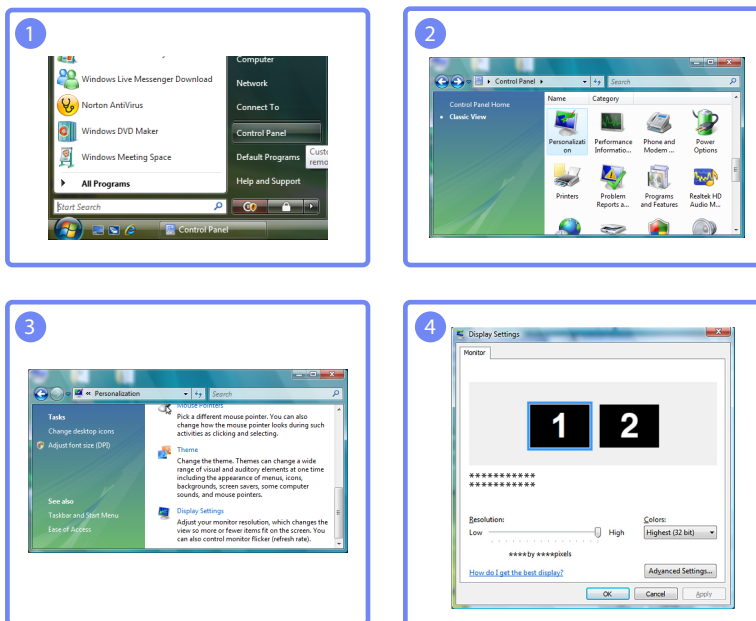 1
Computer
Windows Live Messenger Download
Network
Norton AntiVirus
Connect To
Windows DVD Maker
Control Panel
Windows Meeting Space
Default Programs
Custo
remo
All Programs
Help and Support
Start Search
Control Panel
2
Control Panel
Search
Control Panel Home
Classic View
Name Category
Personalizati
on
Performance
Informatio...
Phone and
Modem ...
Power
Options
Printers
Problem
Reports a...
Programs
and Features
Realtek HD
Audio M...
3
« Personalization
Search
Tasks
Change desktop icons
Adjust font size (DPI)
See also
Taskbar and Start Menu
Ease of Access
Mouse Pointers
Pick a different mouse pointer. You can also
change how the mouse pointer looks during such
activities as clicking and selecting.
Theme
Change the theme. Themes can change a wide
range of visual and auditory elements at one time
including the appearance of menus, icons,
backgrounds, screen savers, some computer
sounds, and mouse pointers.
Display Settings
Adjust your monitor resolution, which changes the
view so more or fewer items fit on the screen. You
can also control monitor flicker (refresh rate).
4
Display Settings
Monitor
1 2
***********
***********
Resolution:
Low High
****by ****pixels
Colors:
Highest (32 bit)
How do I get the best display?
Advanced Settings...
OK Cancel Apply